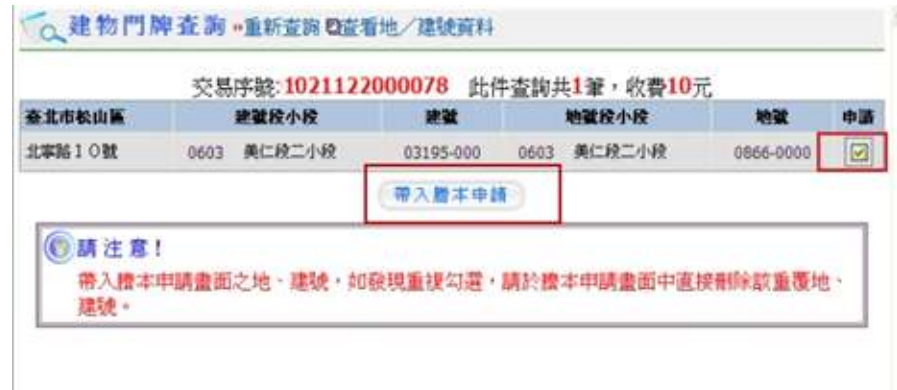 建物門牌查詢 »重新查詢 查看地/建號資料
交易序號:1021122000078 此件查詢共1筆,收費10元
臺北市松山區 建號段小段 建號 地號段小段 地號 申請
北寧路10號 0603 美仁段二小段 03195-000 0603 美仁段二小段 0866-0000
帶入謄本申請
請注意!
帶入謄本申請畫面之地、建號,如發現重複勾選,請於謄本申請畫面中直接刪除該重覆地、
建號。